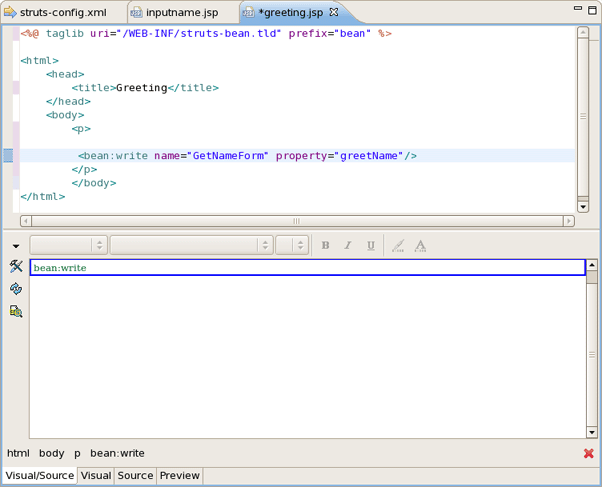 struts-config.xml inputname.jsp *greeting.jsp
<%@ taglib uri="/WEB-INF/struts-bean.tld" prefix="bean" %>
<html>
<head>
<title>Greeting</title>
</head>
<body>
<p>
<bean:write name="GetNameForm" property="greetName"/>
</p>
</body>
</html>
B I U A
bean:write
html body p bean:write
Visual/Source Visual Source Preview